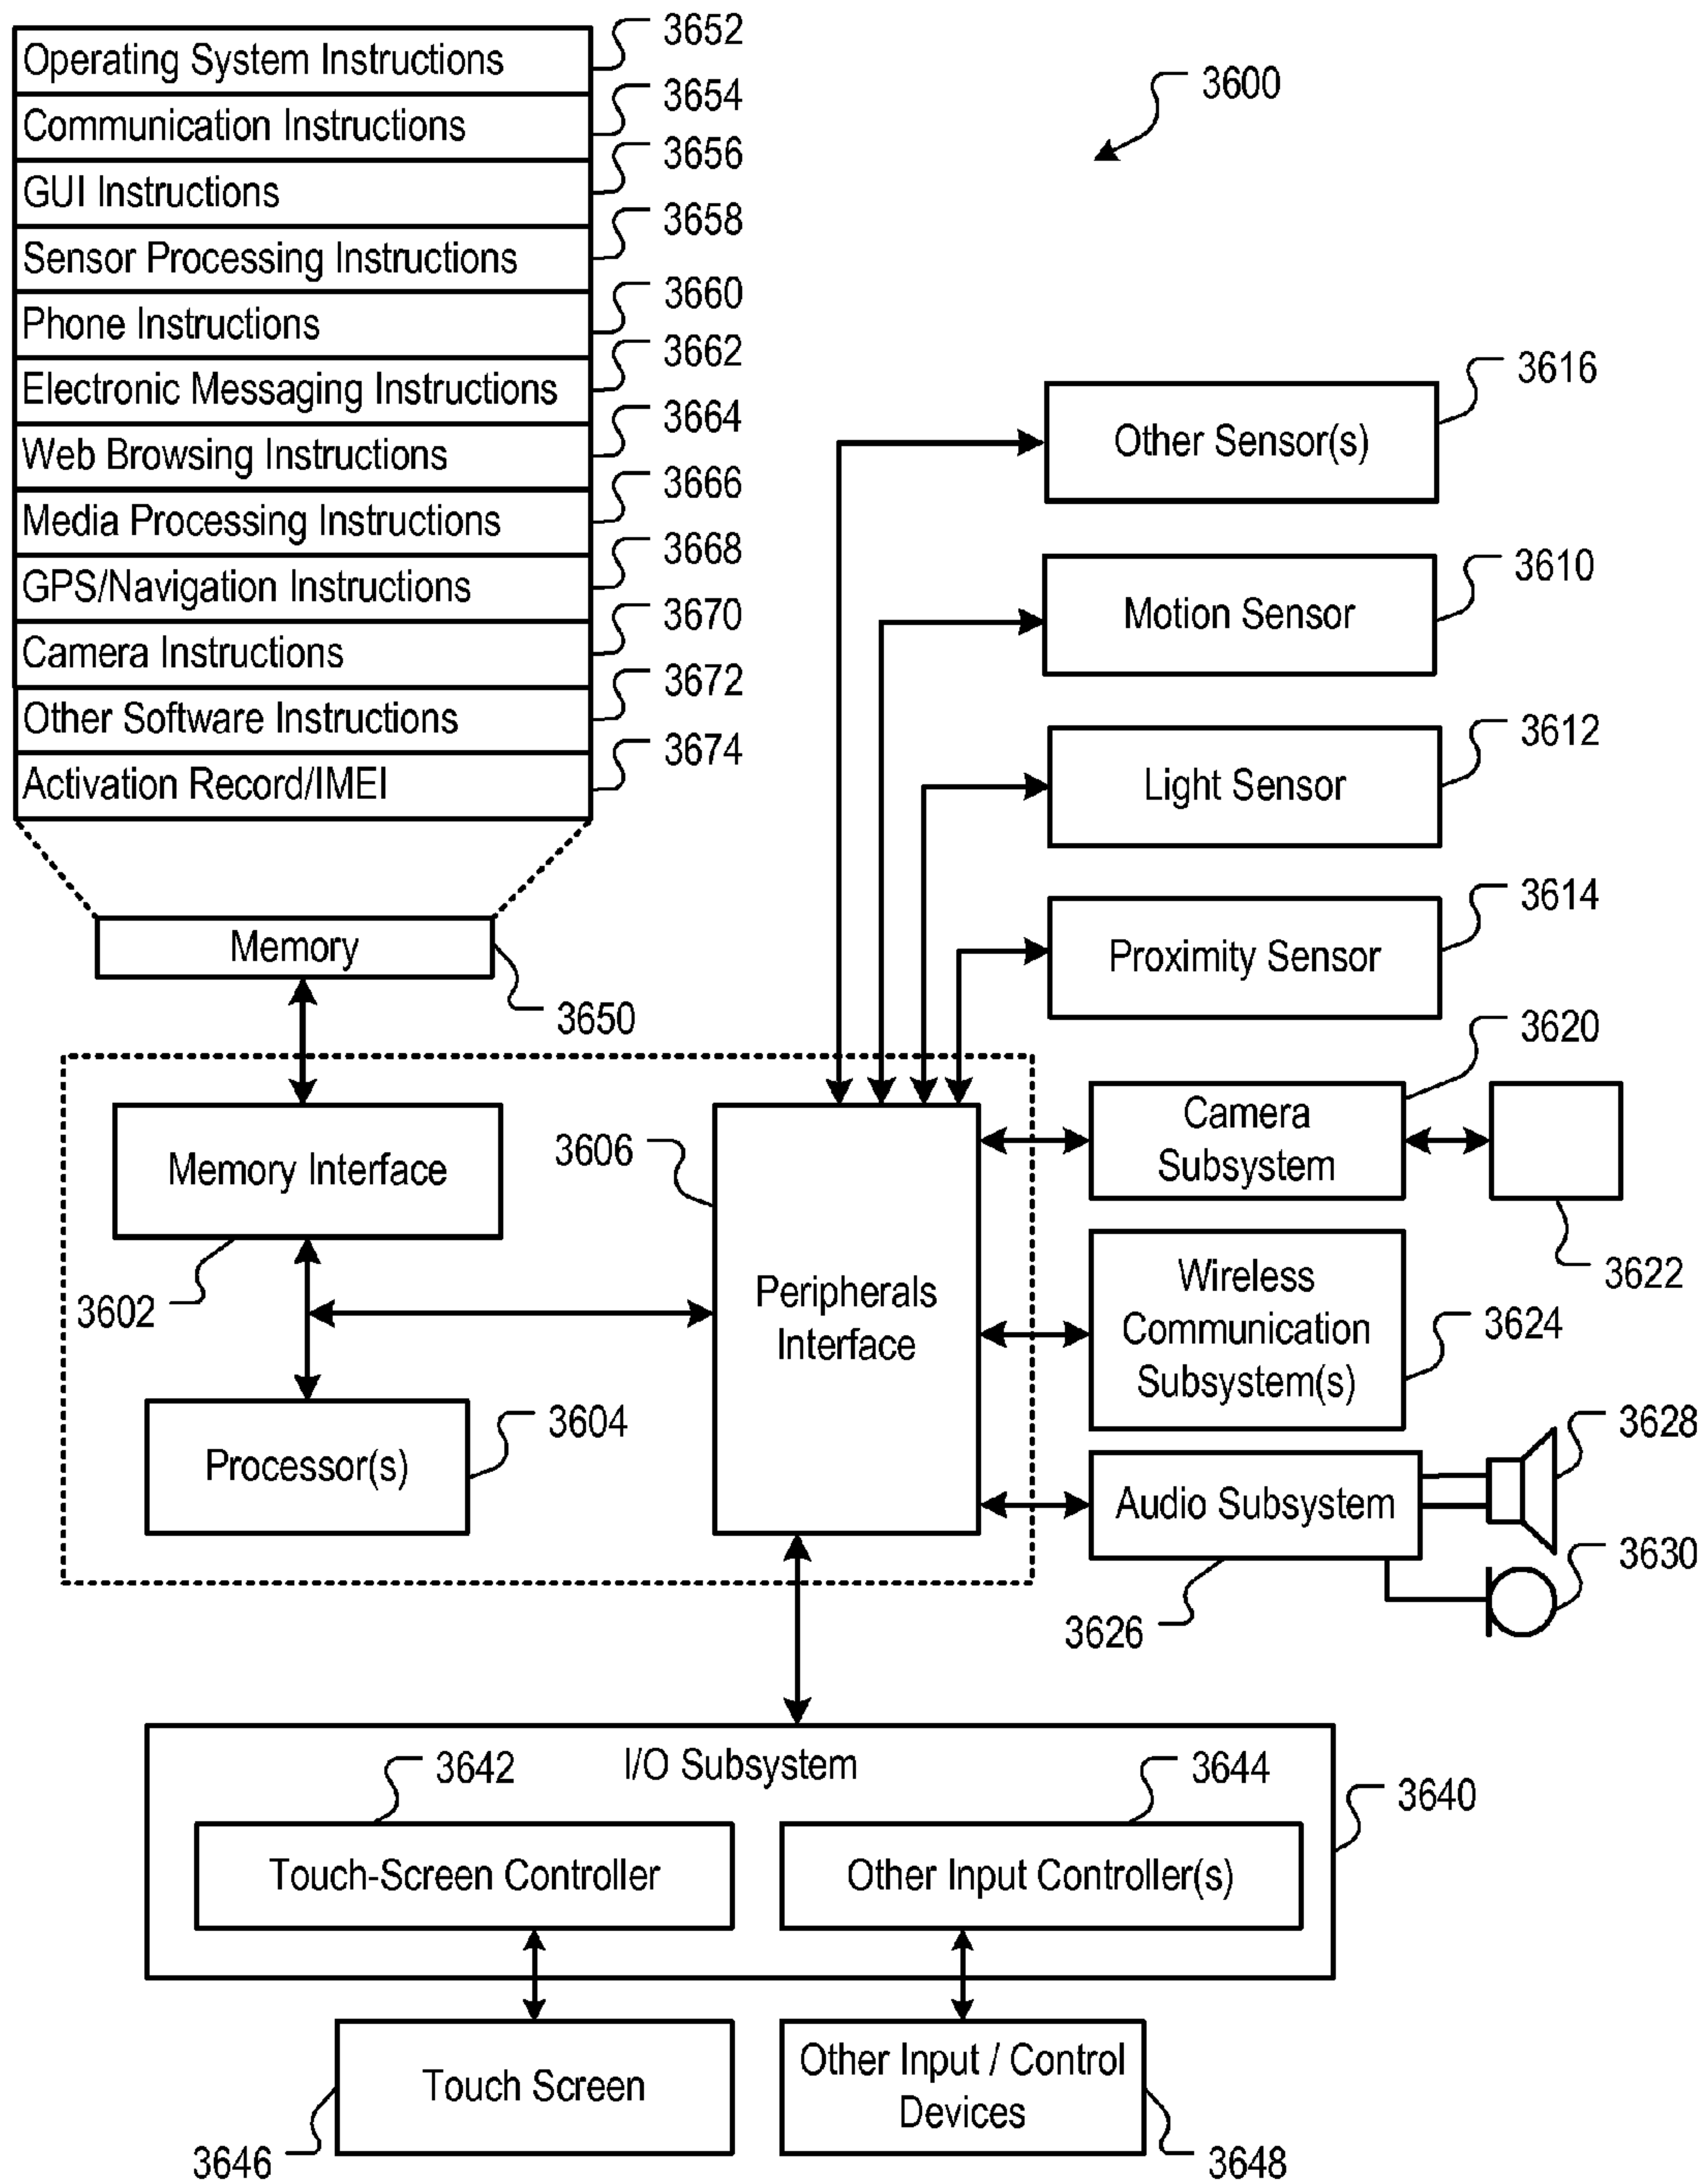 Operating System Instructions
3652
Communication Instructions
3654
GUI Instructions
3656
Sensor Processing Instructions
3658
Phone Instructions
3660
Electronic Messaging Instructions
3662
Web Browsing Instructions
3664
Media Processing Instructions
3666
GPS/Navigation Instructions
3668
Camera Instructions
3670
Other Software Instructions
3672
Activation Record/IMEI
3674
3600
Other Sensor(s)
3616
Motion Sensor
3610
Light Sensor
3612
Proximity Sensor
3614
Memory
3650
Memory Interface
3602
Processor(s)
3604
3606
Peripherals
Interface
Camera
Subsystem
3620
3622
Wireless
Communication
Subsystem(s)
3624
Audio Subsystem
3626
3628
3630
I/O Subsystem
3640
3642
Touch-Screen Controller
3644
Other Input Controller(s)
Touch Screen
3646
Other Input / Control
Devices
3648